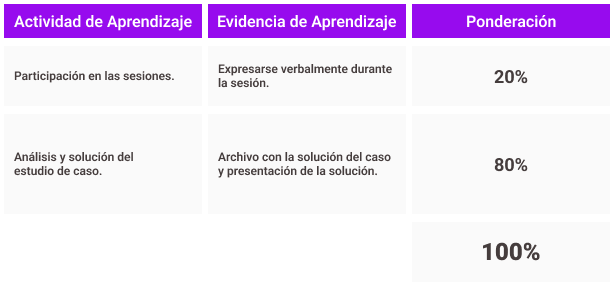 Actividad de Aprendizaje
Evidencia de Aprendizaje
Ponderación
Participación en las sesiones.
Expresarse verbalmente durante
la sesión.
20%
Análisis y solución del
estudio de caso.
Archivo con la solución del caso
y presentación de la solución.
80%
100%